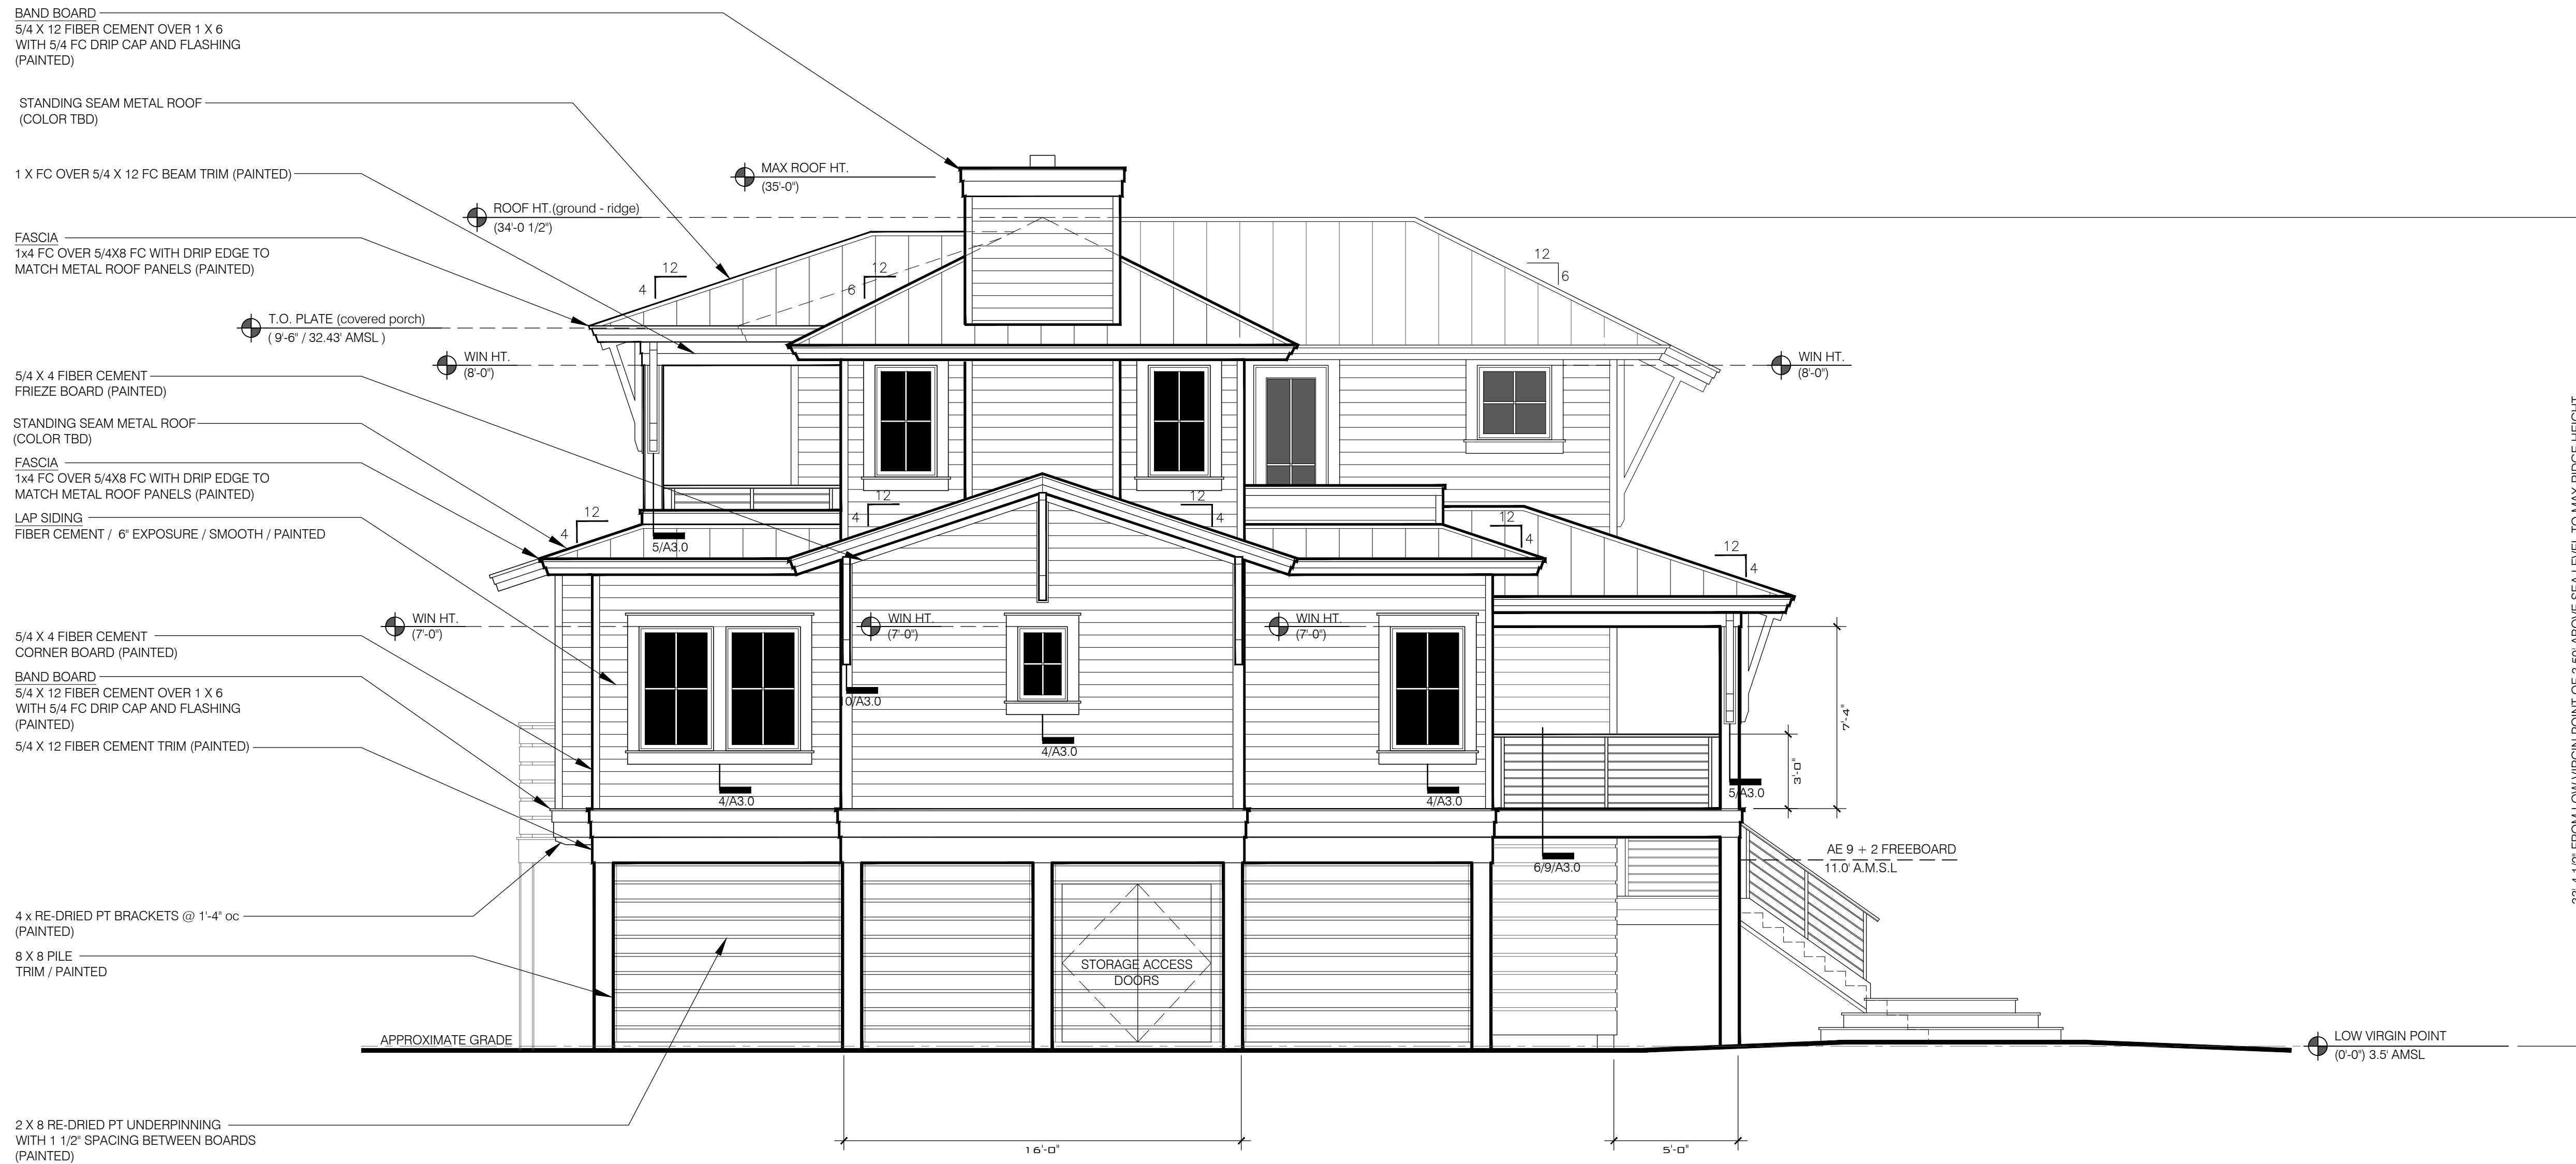 BAND BOARD
5/4 X 12 FIBER CEMENT OVER 1 X 6
WITH 5/4 FC DRIP CAP AND FLASHING
(PAINTED)
STANDING SEAM METAL ROOF
(COLOR TBD)
1 X FC OVER 5/4 X 12 FC BEAM TRIM (PAINTED)
MAX ROOF HT.
(35'-0")
ROOF HT.(ground - ridge)
(34'-0 1/2")
FASCIA
1x4 FC OVER 5/4X8 FC WITH DRIP EDGE TO
MATCH METAL ROOF PANELS (PAINTED)
12
4
12
6
12
6
T.O. PLATE (covered porch)
( 9'-6" / 32.43' AMSL )
WIN HT.
(8'-0")
WIN HT.
(8'-0")
5/4 X 4 FIBER CEMENT
FRIEZE BOARD (PAINTED)
STANDING SEAM METAL ROOF
(COLOR TBD)
FASCIA
1x4 FC OVER 5/4X8 FC WITH DRIP EDGE TO
MATCH METAL ROOF PANELS (PAINTED)
LAP SIDING
FIBER CEMENT / 6" EXPOSURE / SMOOTH / PAINTED
12
4
12
4
12
4
12
4
12
4
5/A3.0
WIN HT.
(7'-0")
WIN HT.
(7'-0")
WIN HT.
(7'-0")
5/4 X 4 FIBER CEMENT
CORNER BOARD (PAINTED)
BAND BOARD
5/4 X 12 FIBER CEMENT OVER 1 X 6
WITH 5/4 FC DRIP CAP AND FLASHING
(PAINTED)
5/4 X 12 FIBER CEMENT TRIM (PAINTED)
10/A3.0
4/A3.0
4/A3.0
4/A3.0
5/A3.0
7'-4"
3'-0"
6/9/A3.0
AE 9 + 2 FREEBOARD
11.0' A.M.S.L
4 x RE-DRIED PT BRACKETS @ 1'-4" oc
(PAINTED)
8 X 8 PILE
TRIM / PAINTED
STORAGE ACCESS
DOORS
APPROXIMATE GRADE
LOW VIRGIN POINT
(0'-0") 3.5' AMSL
2 X 8 RE-DRIED PT UNDERPINNING
WITH 1 1/2" SPACING BETWEEN BOARDS
(PAINTED)
16'-0"
5'-0"